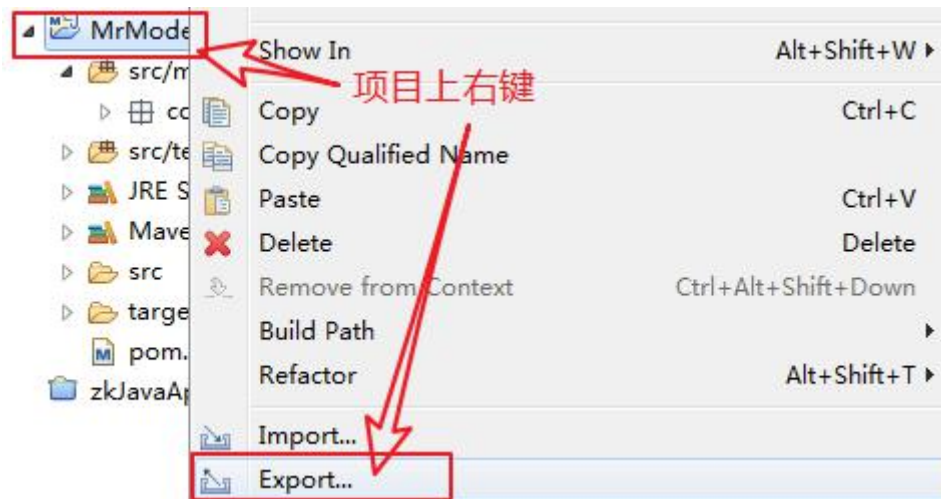 MrMode
src/m
co
src/te
JRE S
Mave
src
targe
pom.
zkJavaAp
Show In Alt+Shift+W
项目上右键
Copy Ctrl+C
Copy Qualified Name
Paste Ctrl+V
Delete Delete
Remove from Context Ctrl+Alt+Shift+Down
Build Path
Refactor Alt+Shift+T
Import...
Export...